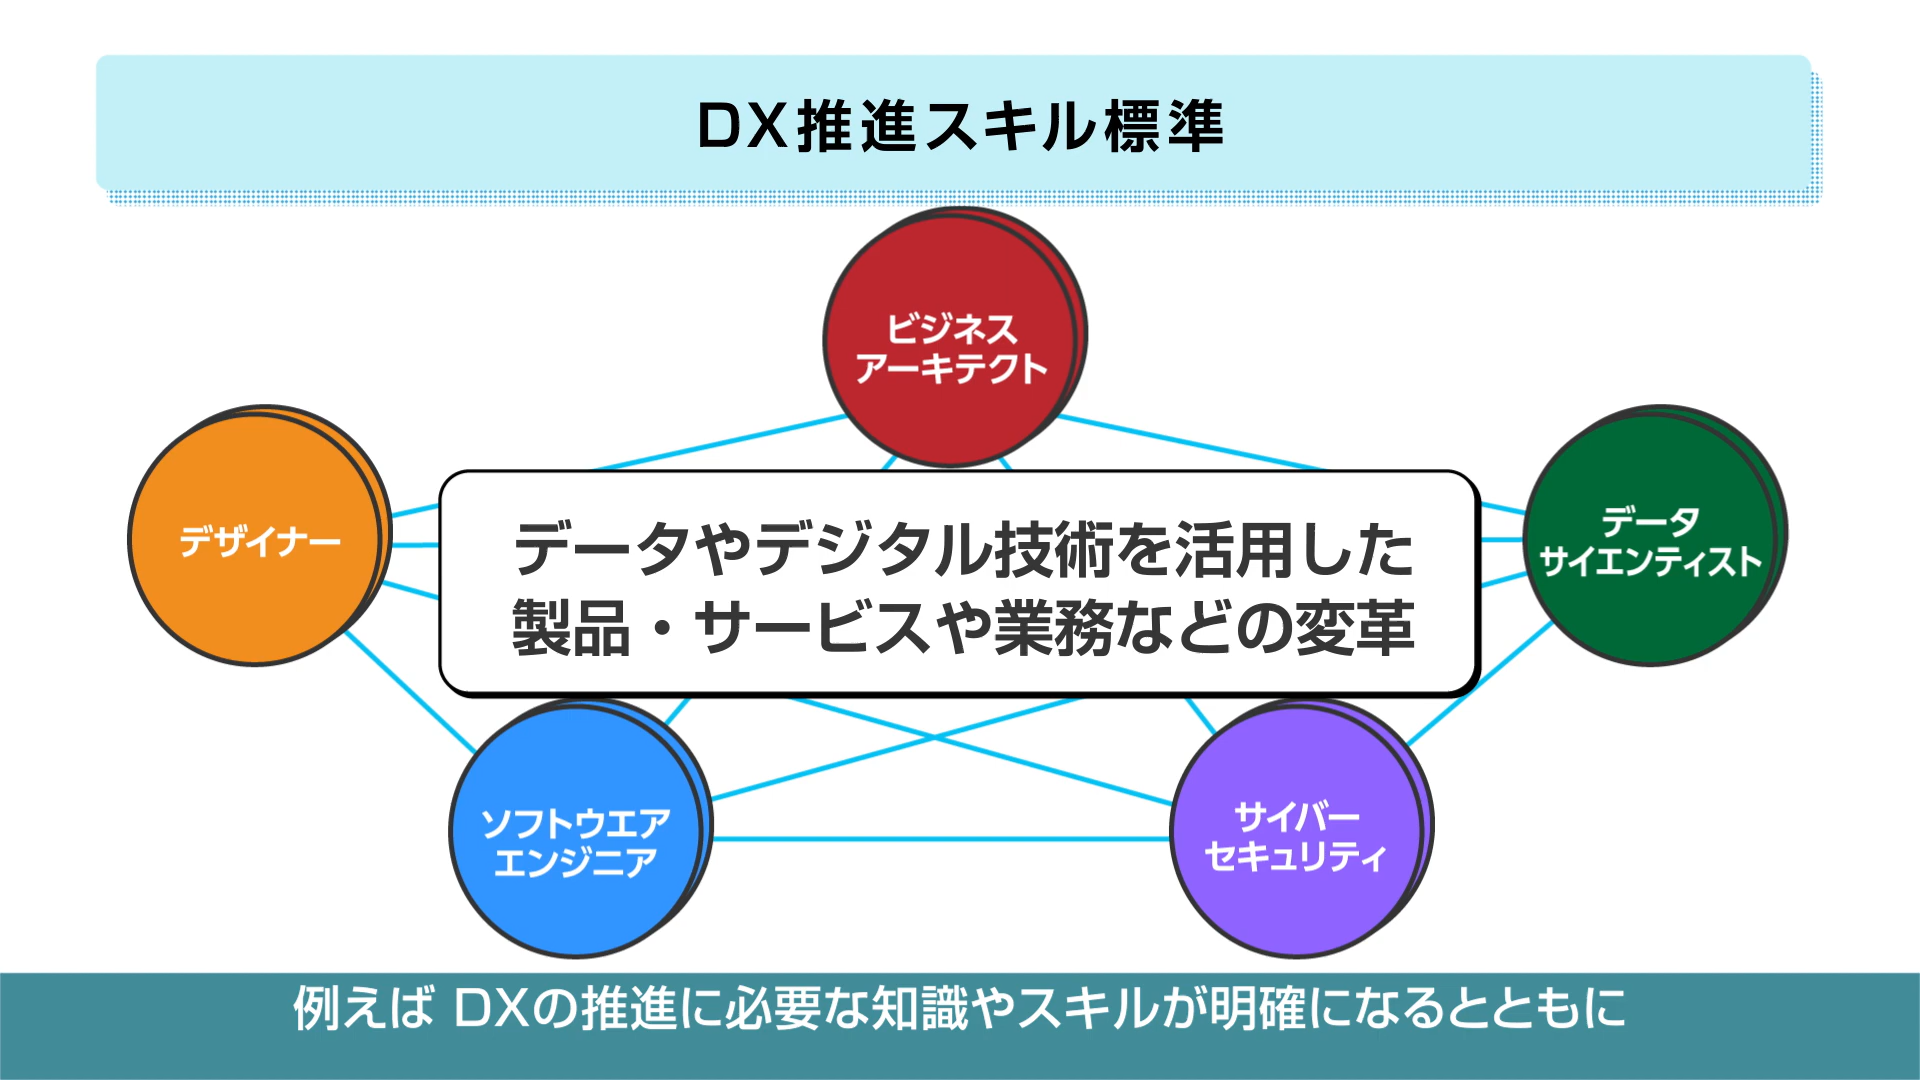 DX推進スキル標準
ビジネス
アーキテクト
デザイナー
データ
サイエンティスト
データやデジタル技術を活用した
製品・サービスや業務などの変革
ソフトウエア
エンジニア
サイバー
セキュリティ
例えば DXの推進に必要な知識やスキルが明確になるとともに